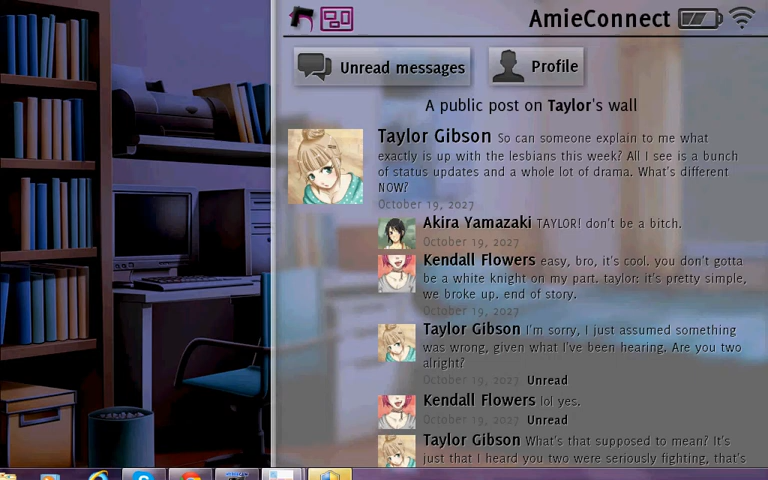 AmieConnect
Unread messages
Profile
A public post on Taylor's wall
Taylor Gibson So can someone explain to me what
exactly is up with the lesbians this week? All I see is a bunch
of status updates and a whole lot of drama. What's different
NOW?
October 19, 2027
Akira Yamazaki TAYLOR! don't be a bitch.
October 19, 2027
Kendall Flowers easy, bro, it's cool. you don't gotta
be a white knight on my part. taylor: it's pretty simple,
we broke up. end of story.
October 19, 2027
Taylor Gibson I'm sorry, I just assumed something
was wrong, given what I've been hearing. Are you two
alright?
October 19, 2027 Unread
Kendall Flowers lol yes.
October 19, 2027 Unread
Taylor Gibson What's that supposed to mean? It's
just that I heard you two were seriously fighting, that's